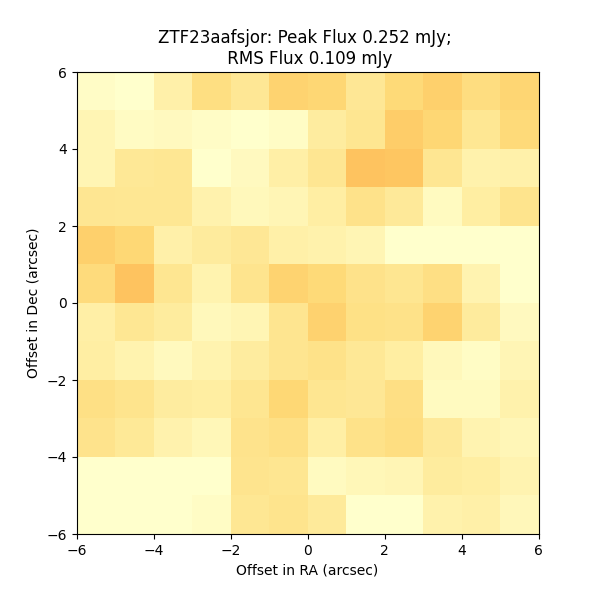 ZTF23aafsjor: Peak Flux 0.252 mJy;
RMS Flux 0.109 mJy
6
4
2
0
−2
−4
−6
Offset in Dec (arcsec)
−6 −4 −2 0 2 4 6
Offset in RA (arcsec)